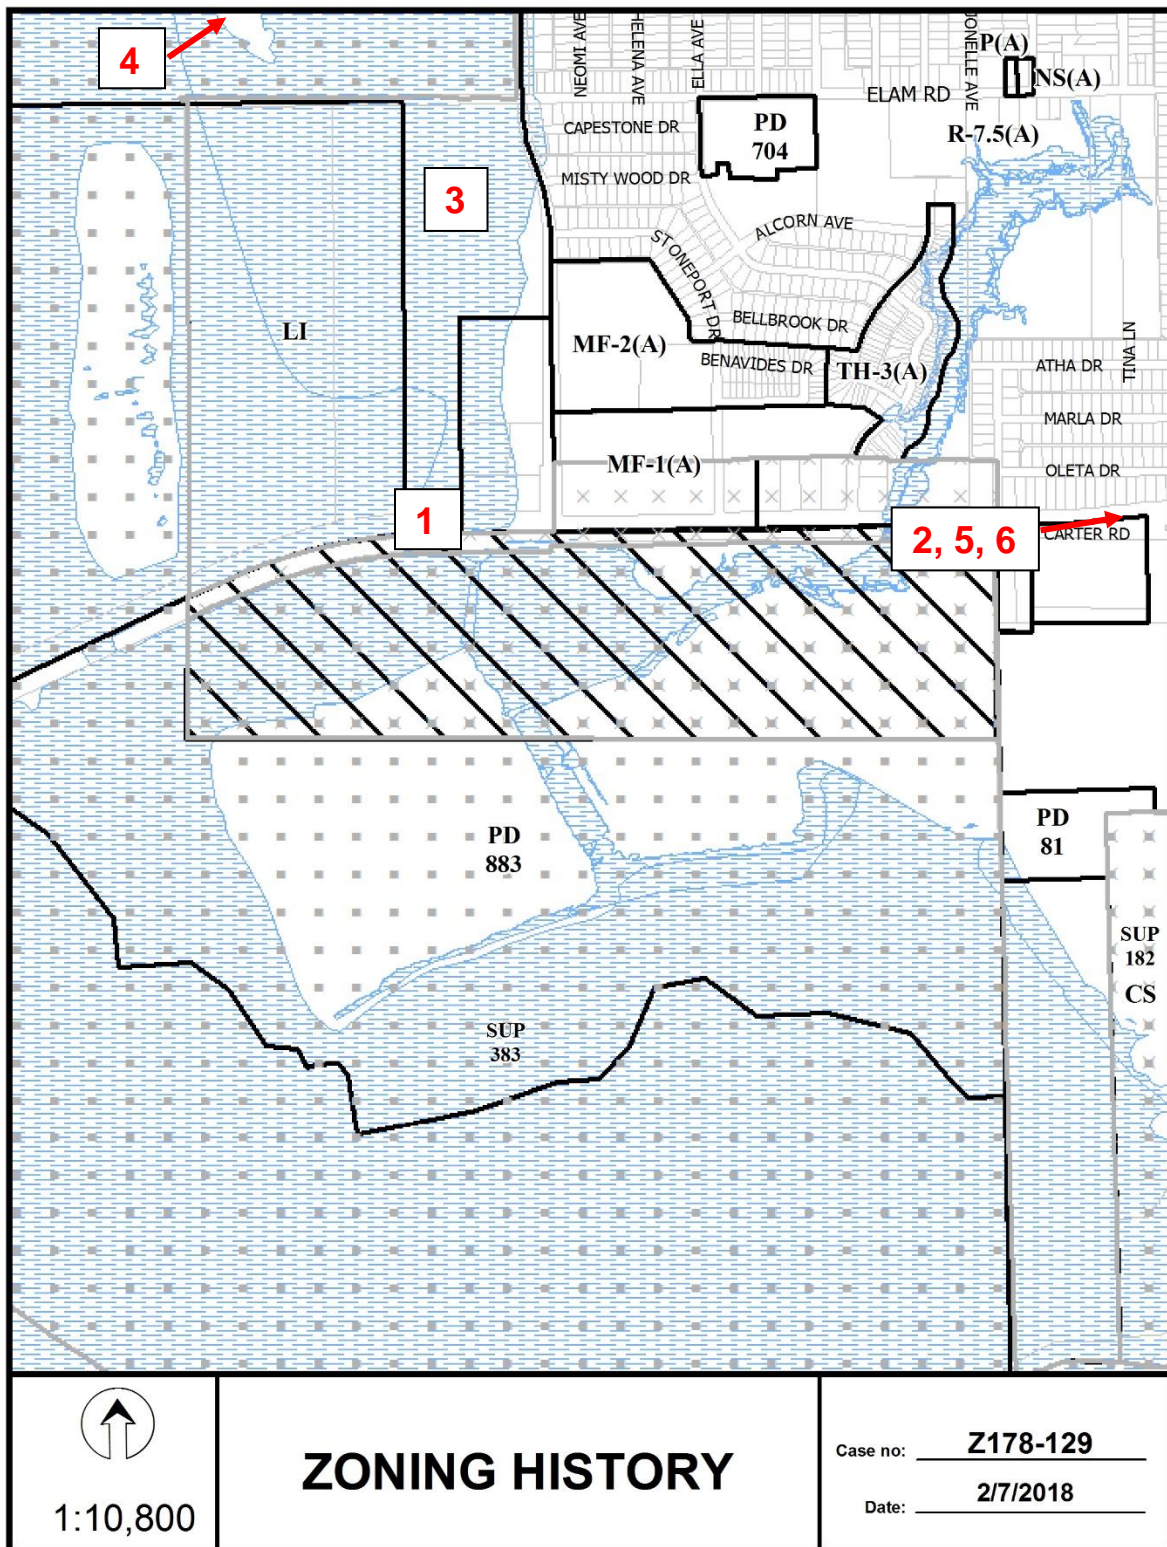 4
NEOMI AVE
HELENA AVE
ELLA AVE
JONELLE AVE
P(A)
NS(A)
ELAM RD
CAPESTONE DR
PD
704
R-7.5(A)
MISTY WOOD DR
3
ALCORN AVE
STONEPORT DR
LI
BELLBROOK DR
MF-2(A)
BENAVIDES DR
TH-3(A)
ATHA DR
TINA LN
MARLA DR
MF-1(A)
OLETA DR
1
2, 5, 6
CARTER RD
PD
883
PD
81
SUP
182
CS
SUP
383
1:10,800
ZONING HISTORY
Case no: Z178-129
Date: 2/7/2018